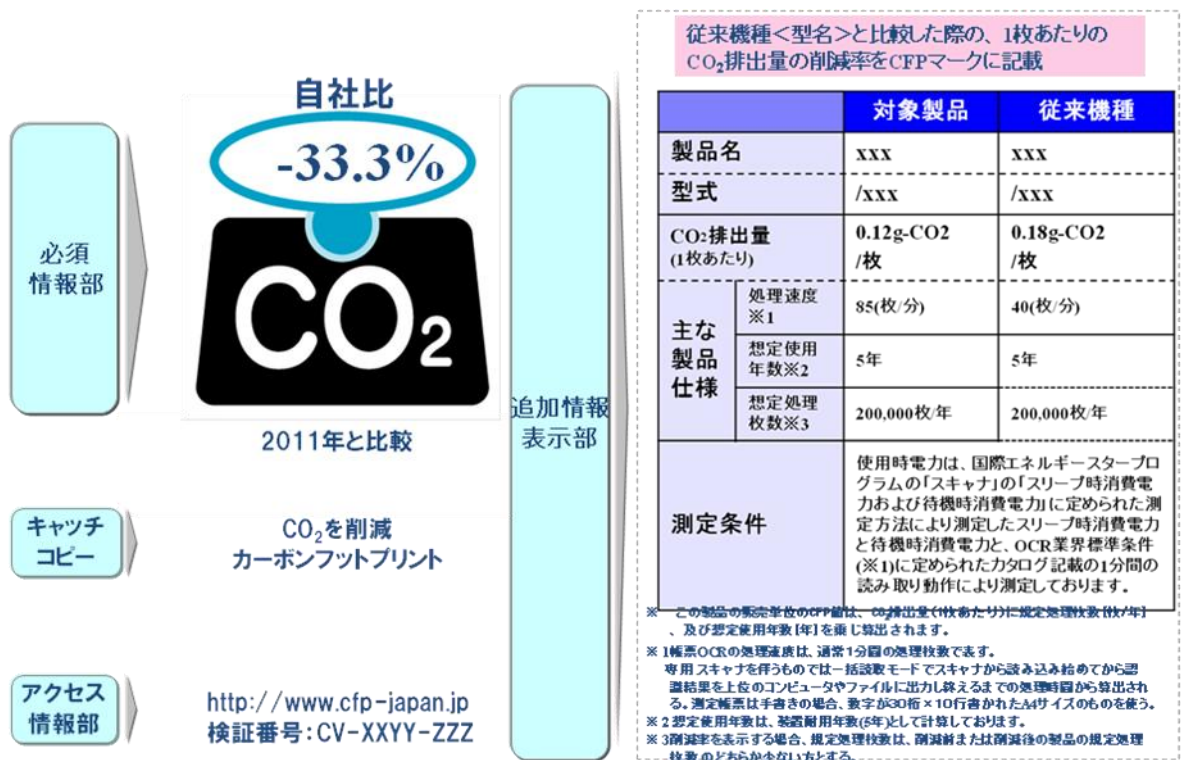 従来機種<型名>と比較した際の、1枚あたりの
CO₂排出量の削減率をCFPマークに記載
自社比
-33.3%
CO₂
2011年と比較
必須
情報部
キャッチ
コピー
CO₂を削減
カーボンフットプリント
アクセス
情報部
http://www.cfp-japan.jp
検証番号:CV-XXYY-ZZZ
追加情報
表示部
対象製品
従来機種
製品名
xxx
xxx
型式
/xxx
/xxx
CO₂排出量
(1枚あたり)
0.12g-CO2
/枚
0.18g-CO2
/枚
主な
製品
仕様
処理速度
※1
85(枚/分)
40(枚/分)
想定使用
年数※2
5年
5年
想定処理
枚数※3
200,000枚/年
200,000枚/年
測定条件
使用時電力は、国際エネルギースタープロ
グラムの「スキャナ」の「スリープ時消費電
力および待機時消費電力」に定められた測
定方法により測定したスリープ時消費電力
と待機時消費電力と、OCR業界標準条件
(※1)に定められたカタログ記載の1分間の
読み取り動作により測定しております。
※ この製品の販売単位のCFP値は、CO₂排出量(1枚あたり)に規定処理枚数[枚/年]
、及び想定使用年数[年]を乗じ算出されます。
※1帳票OCRの処理速度は、通常1分間の処理枚数で表す。
専用スキャナを伴うものでは一括読取モードでスキャナから読み込み始めてから認
識結果を上位のコンピュータやファイルに出力し終えるまでの処理時間から算出され
る。測定帳票は手書きの場合、数字が30桁×10行書かれたA4サイズのものを使う。
※2想定使用年数は、装置耐用年数(5年)として計算しております。
※3削減率を表示する場合、規定処理枚数は、削減前または削減後の製品の規定処理
枚数のどちらか少ない方とする。